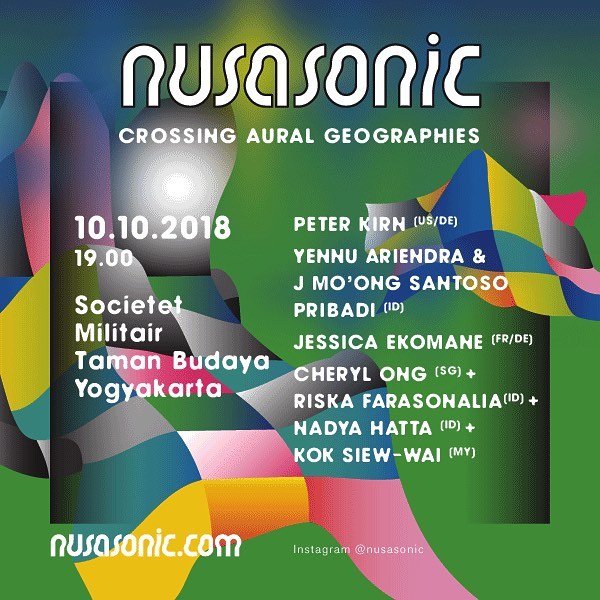 nusasonic
CROSSING AURAL GEOGRAPHIES
10.10.2018
19.00
Societet
Militair
Taman Budaya
Yogyakarta
PETER KIRN (US/DE)
YENNU ARIENDRA &
J MO'ONG SANTOSO
PRIBADI (ID)
JESSICA EKOMANE (FR/DE)
CHERYL ONG (SG) +
RISKA FARASONALIA (ID) +
NADYA HATTA (ID) +
KOK SIEW-WAI (MY)
nusasonic.com
Instagram @nusasonic